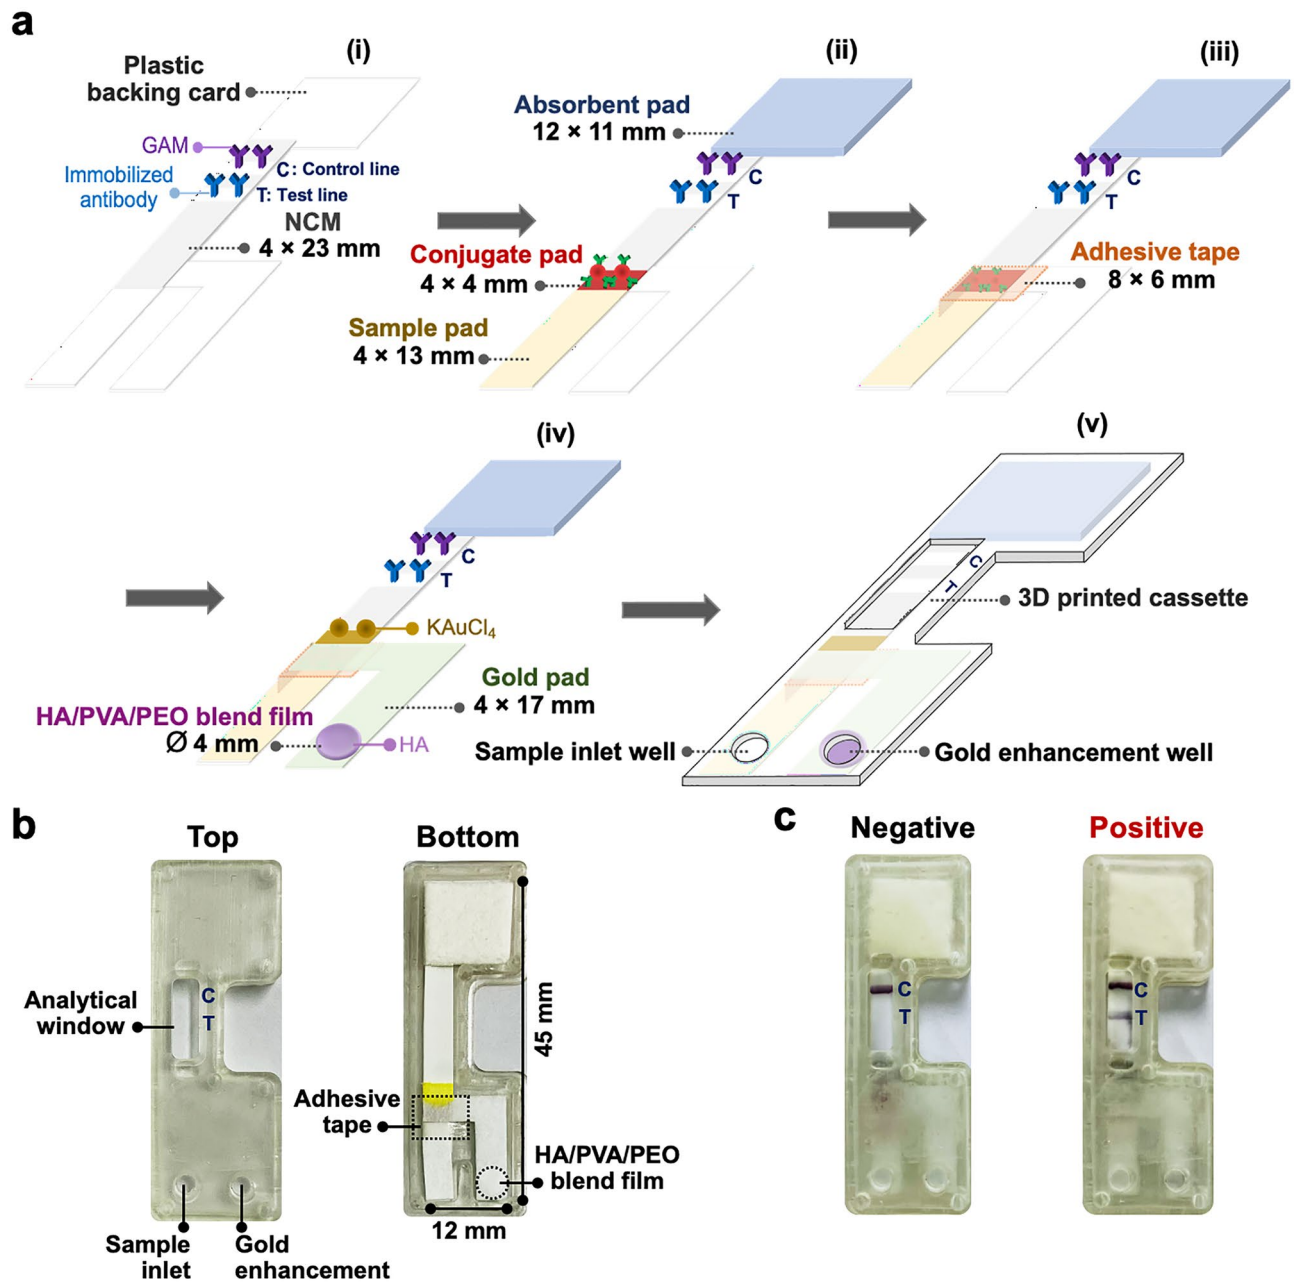 a
(i)
Plastic
backing card
GAM
Immobilized
antibody
C: Control line
T: Test line
NCM
4 × 23 mm
(ii)
Absorbent pad
12 × 11 mm
C
T
Conjugate pad
4 × 4 mm
Sample pad
4 × 13 mm
(iii)
C
T
Adhesive tape
8 × 6 mm
(iv)
C
T
KAuCl₄
Gold pad
4 × 17 mm
HA/PVA/PEO blend film
Ø 4 mm
HA
(v)
C
T
3D printed cassette
Sample inlet well
Gold enhancement well
b
Top
C
T
Analytical
window
Sample
inlet
Gold
enhancement
Bottom
45 mm
Adhesive
tape
HA/PVA/PEO
blend film
12 mm
c
Negative
C
T
Positive
C
T